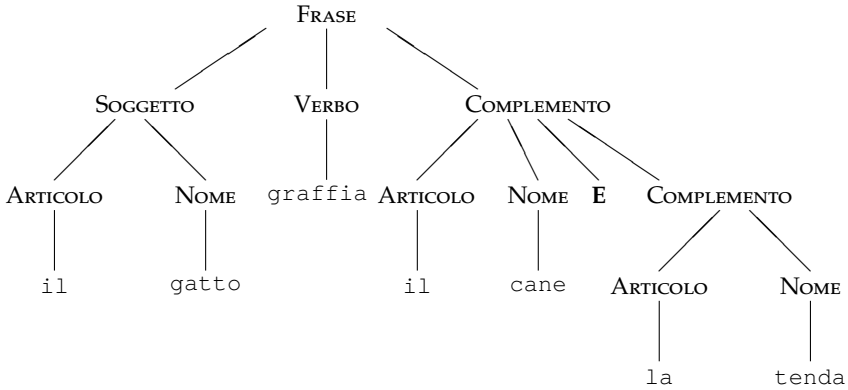 FRASE
SOGGETTO VERBO COMPLEMENTO
ARTICOLO NOME graffia ARTICOLO NOME E COMPLEMENTO
il gatto il cane ARTICOLO NOME
la tenda